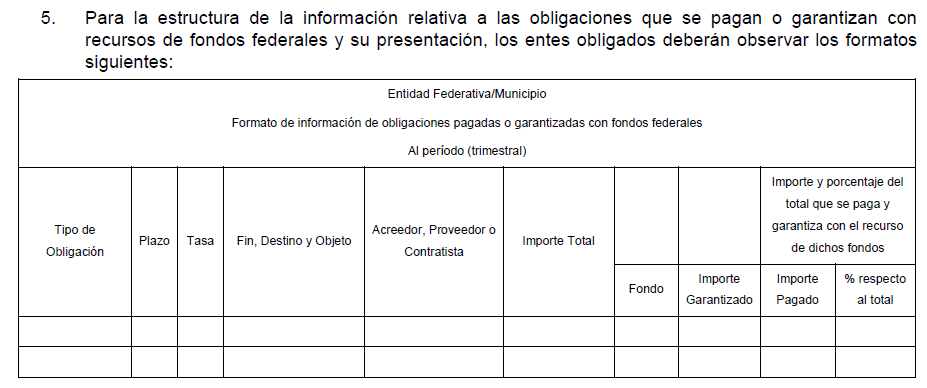 5. Para la estructura de la información relativa a las obligaciones que se pagan o garantizan con
recursos de fondos federales y su presentación, los entes obligados deberán observar los formatos
siguientes:
Entidad Federativa/Municipio
Formato de información de obligaciones pagadas o garantizadas con fondos federales
Al período (trimestral)
Tipo de
Obligación
Plazo
Tasa
Fin, Destino y Objeto
Acreedor, Proveedor o
Contratista
Importe Total
Importe y porcentaje del
total que se paga y
garantiza con el recurso
de dichos fondos
Fondo
Importe
Garantizado
Importe
Pagado
% respecto
al total